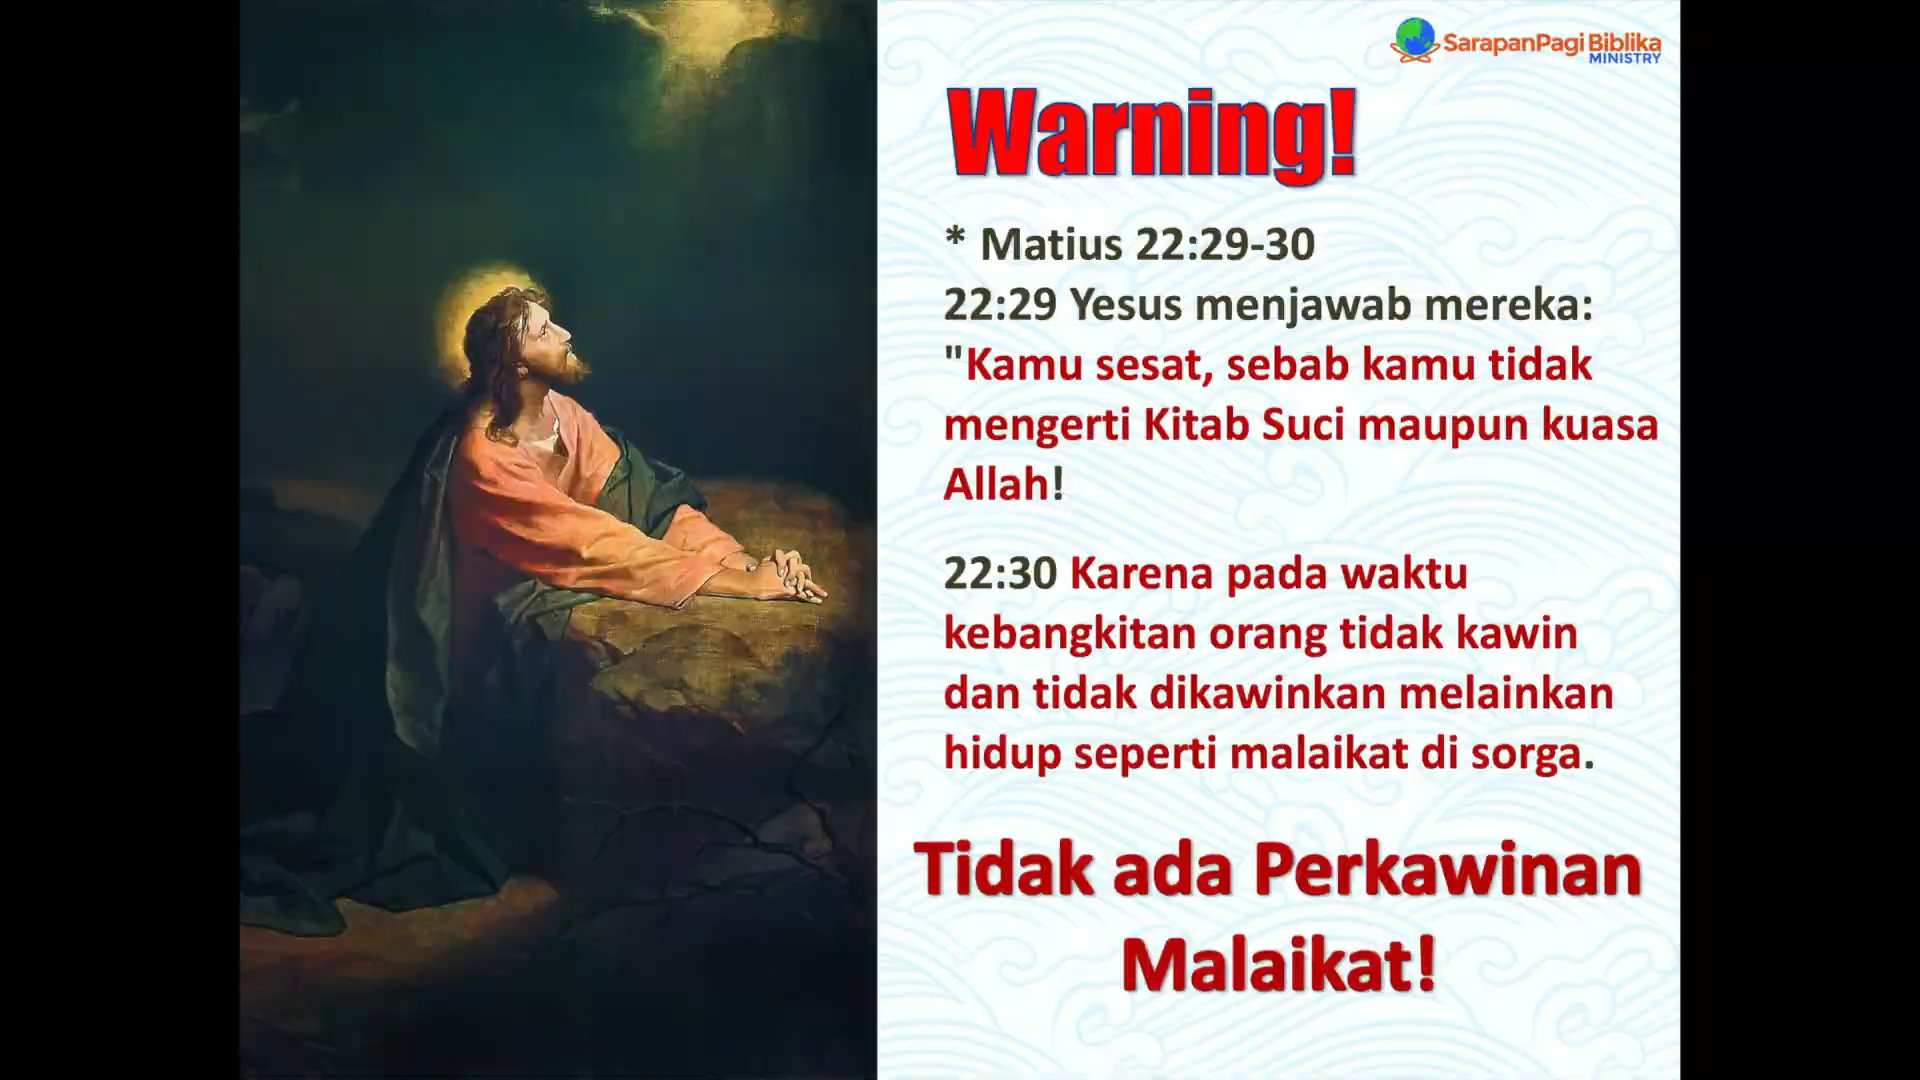 SarapanPagi Biblika
MINISTRY
Warning!
* Matius 22:29-30
22:29 Yesus menjawab mereka:
"Kamu sesat, sebab kamu tidak
mengerti Kitab Suci maupun kuasa
Allah!
22:30 Karena pada waktu
kebangkitan orang tidak kawin
dan tidak dikawinkan melainkan
hidup seperti malaikat di sorga.
Tidak ada Perkawinan
Malaikat!